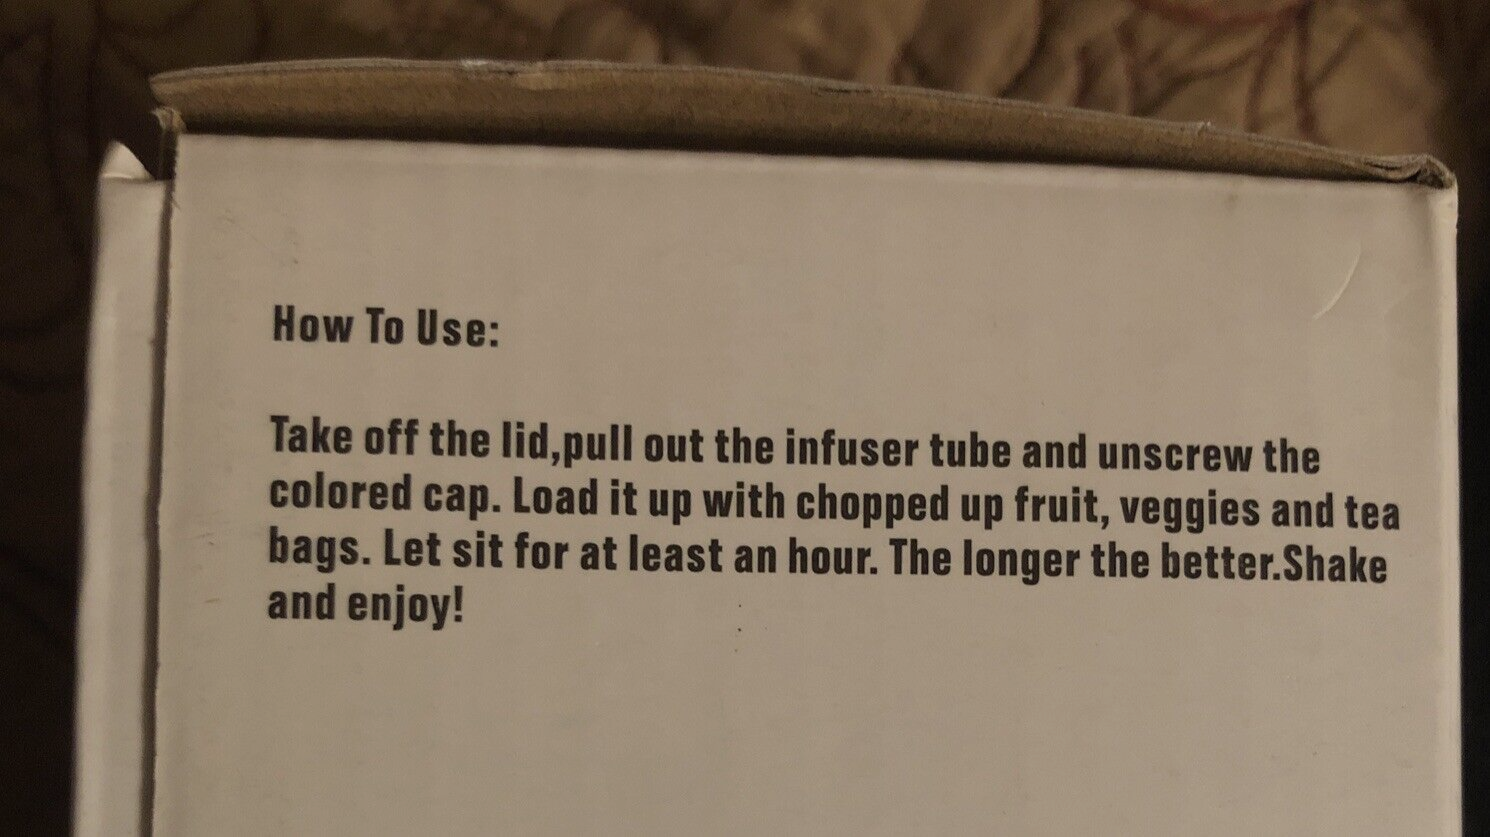 How To Use:
Take off the lid,pull out the infuser tube and unscrew the
colored cap. Load it up with chopped up fruit, veggies and tea
bags. Let sit for at least an hour. The longer the better.Shake
and enjoy!